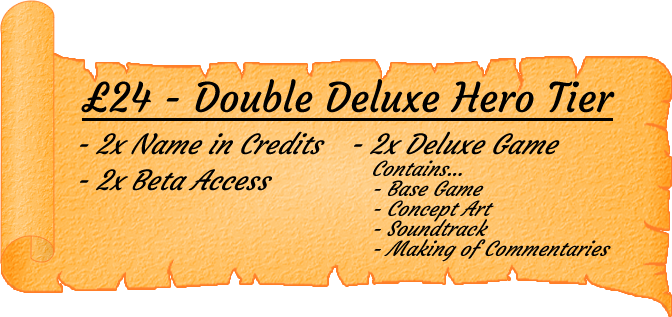 £24 - Double Deluxe Hero Tier
- 2x Name in Credits
- 2x Beta Access
- 2x Deluxe Game
Contains...
- Base Game
- Concept Art
- Soundtrack
- Making of Commentaries